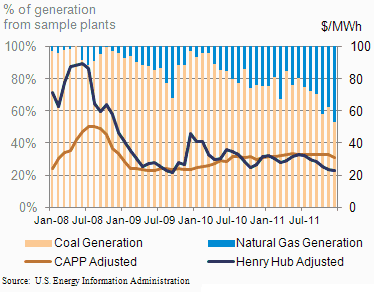 % of generation
from sample plants
$/MWh
100%
80%
60%
40%
20%
0%
100
80
60
40
20
0
Jan-08 Jul-08 Jan-09 Jul-09 Jan-10 Jul-10 Jan-11 Jul-11
Coal Generation
Natural Gas Generation
CAPP Adjusted
Henry Hub Adjusted
Source: U.S. Energy Information Administration